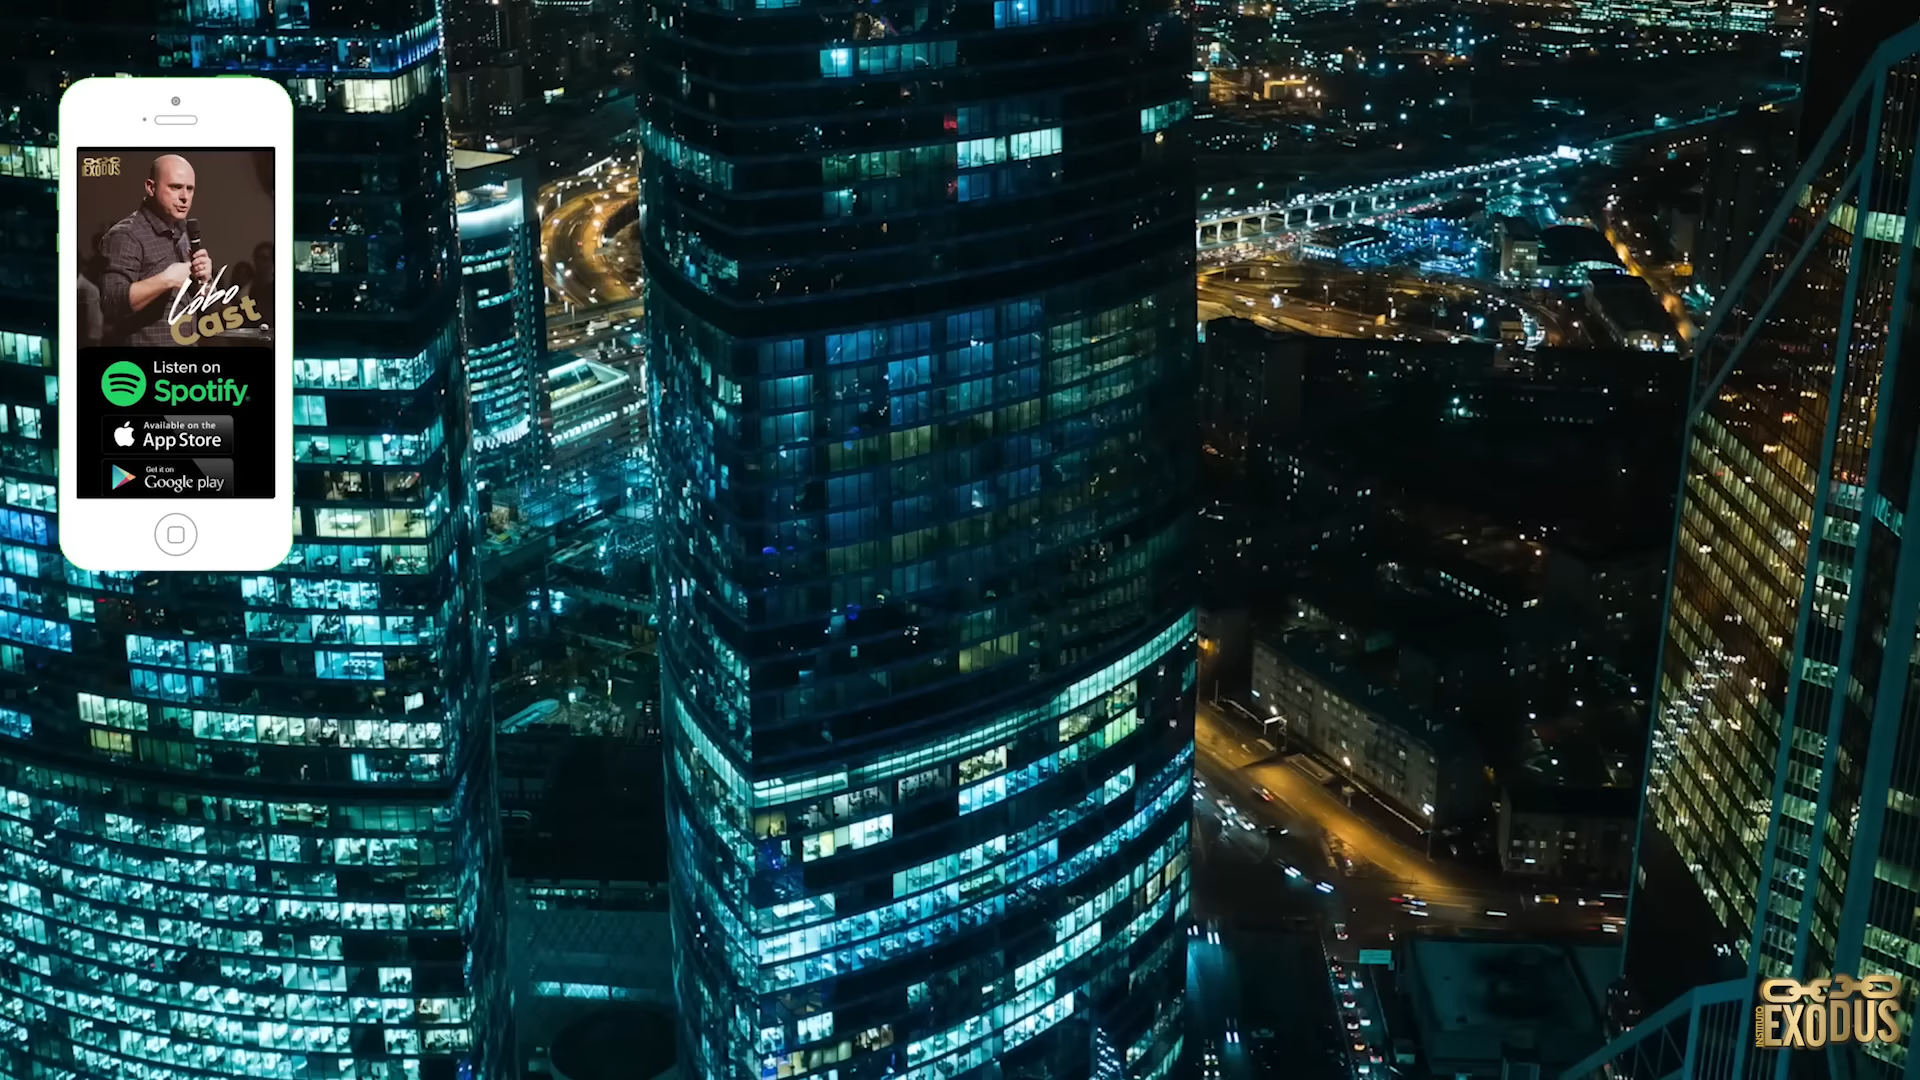 EXODUS
Lobo
Cast
Listen on
Spotify
Available on the
App Store
Get it on
Google play
INSTITUTO
EXODUS